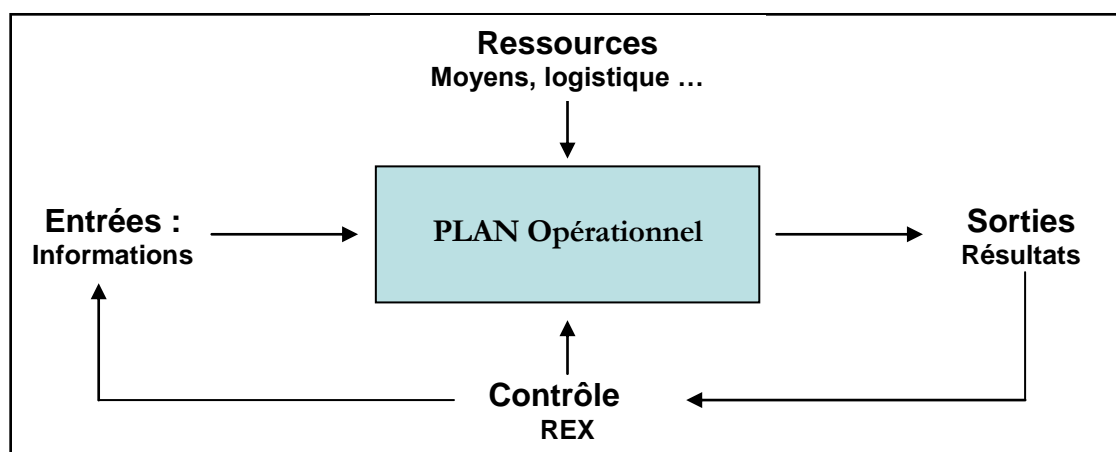 Ressources
Moyens, logistique …
Entrées :
Informations
PLAN Opérationnel
Sorties
Résultats
Contrôle
REX